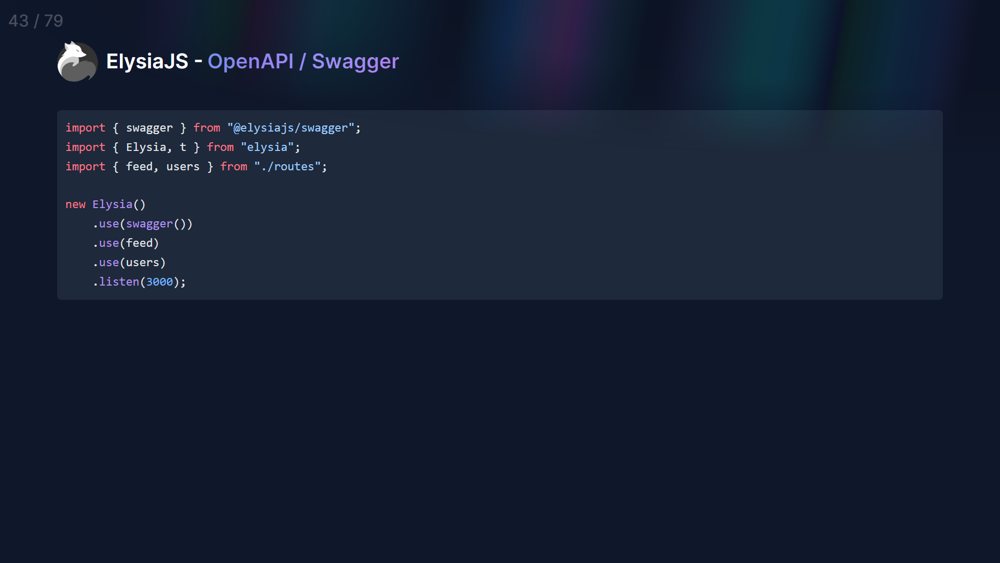 43 / 79
ElysiaJS - OpenAPI / Swagger
import { swagger } from "@elysiajs/swagger";
import { Elysia, t } from "elysia";
import { feed, users } from "./routes";
new Elysia()
    .use(swagger())
    .use(feed)
    .use(users)
    .listen(3000);